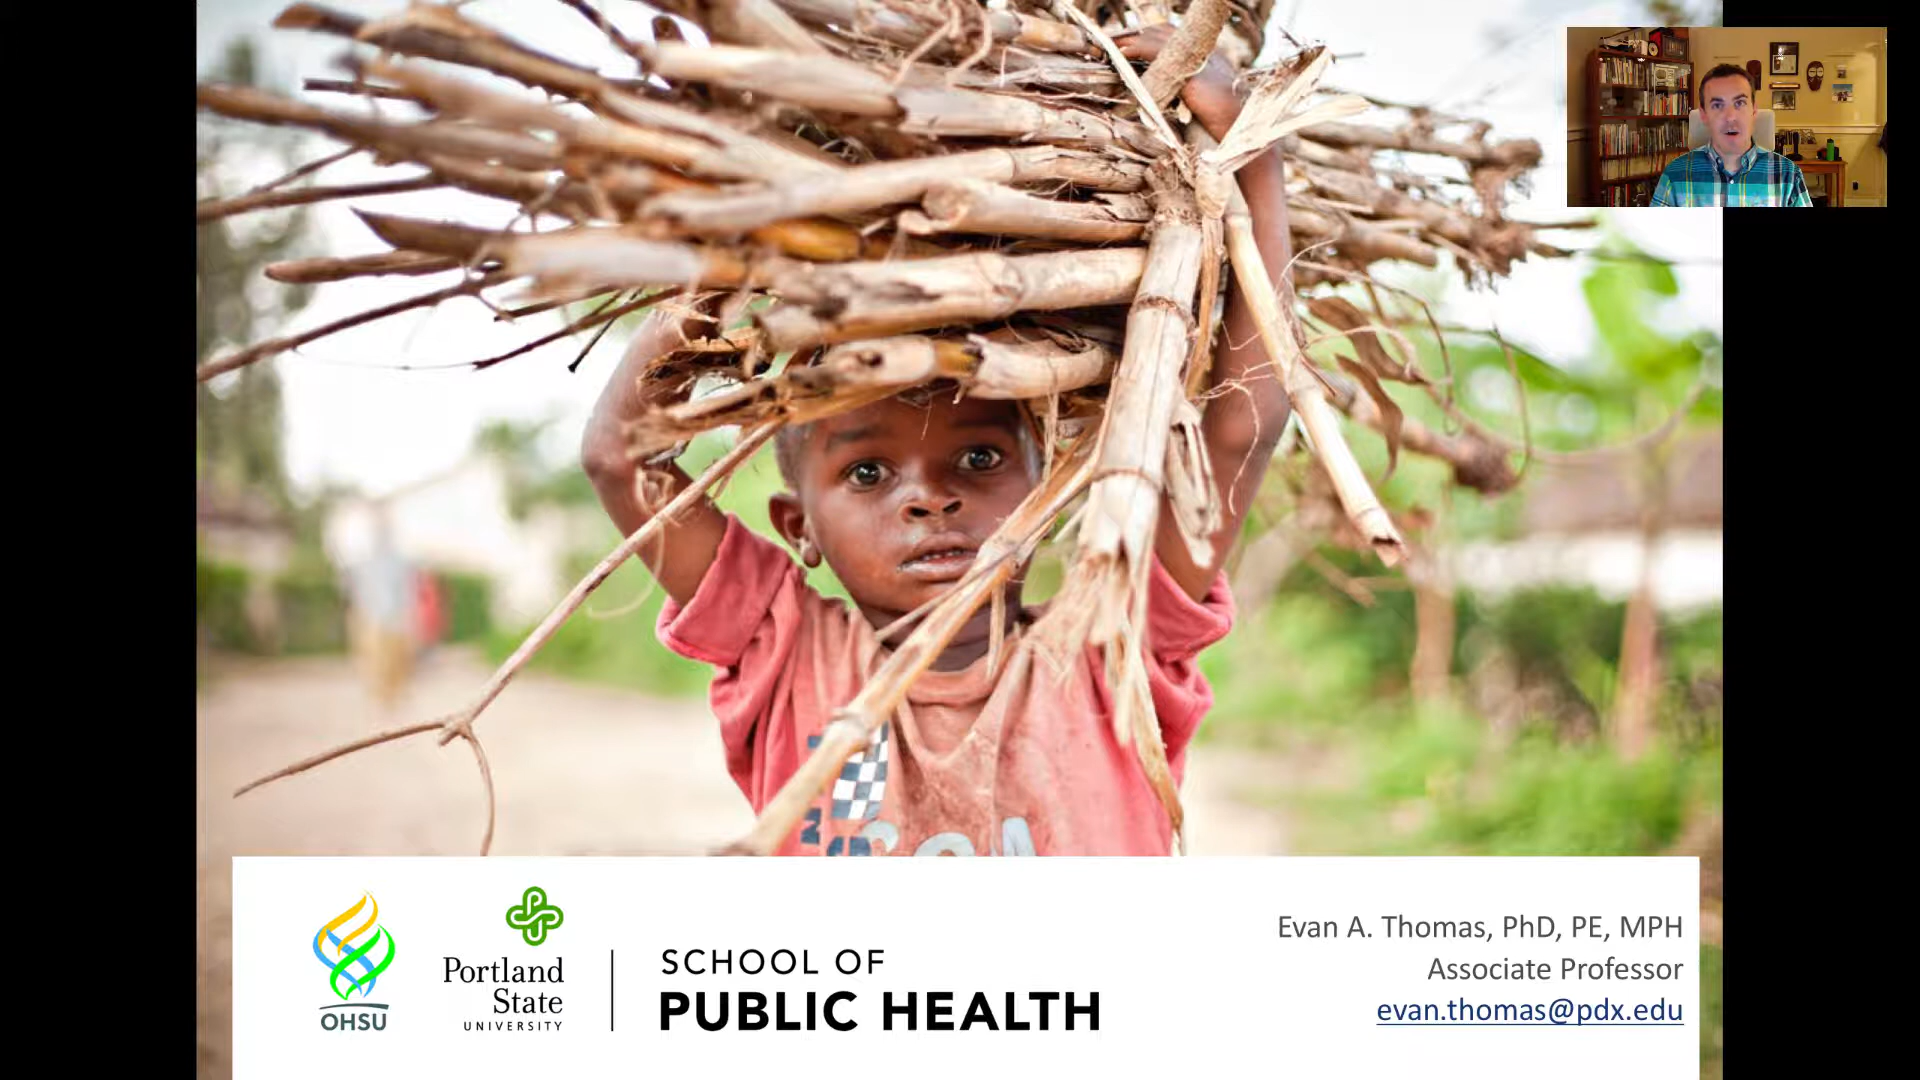 OHSU
Portland
State
UNIVERSITY
SCHOOL OF
PUBLIC HEALTH
Evan A. Thomas, PhD, PE, MPH
Associate Professor
evan.thomas@pdx.edu